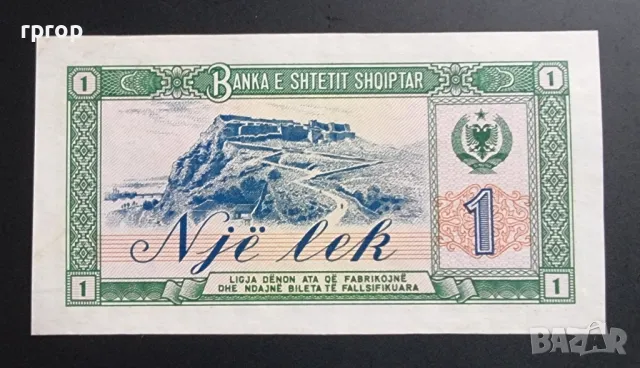 rprop
1 BANKA E SHTETIT SHQIPTAR 1
Një lek
1
LIGJA DËNON ATA QË FABRIKOJNË
DHE NDAJNË BILETA TË FALLSIFIKUARA
1 1
BAZAR